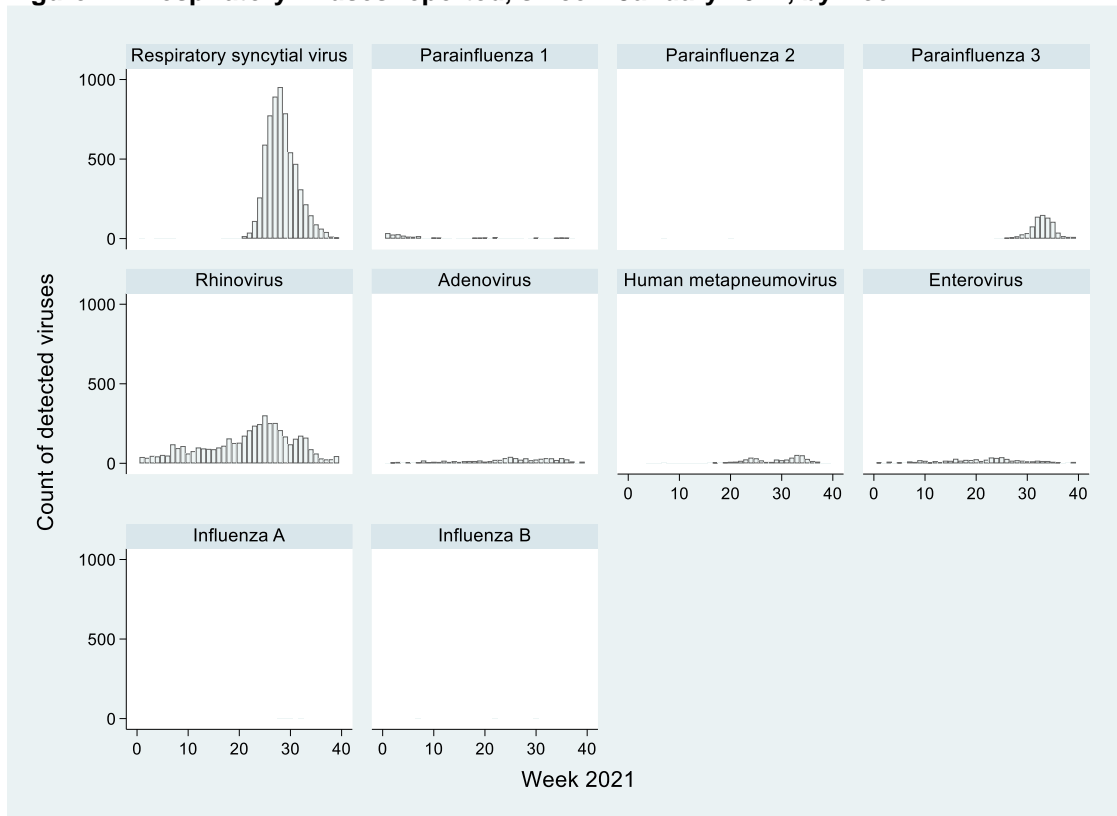 Respiratory syncytial virus Parainfluenza 1 Parainfluenza 2 Parainfluenza 3
1000
500
0
Rhinovirus Adenovirus Human metapneumovirus Enterovirus
1000
500
0
0 10 20 30 40 0 10 20 30 40
Influenza A Influenza B
1000
500
0
0 10 20 30 40 0 10 20 30 40
Count of detected viruses
Week 2021